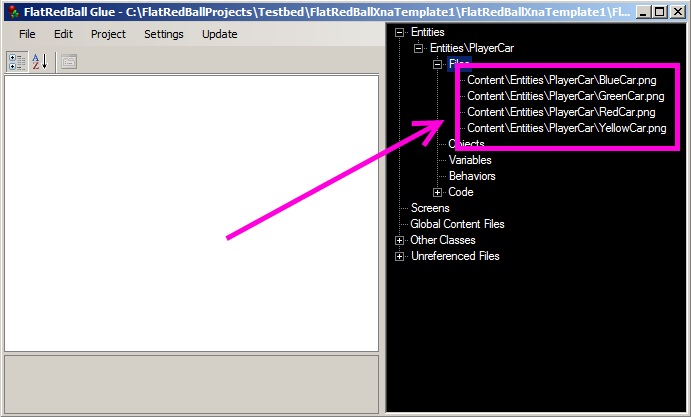 FlatRedBall Glue - C:\FlatRedBallProjects\Testbed\FlatRedBallXnaTemplate1\FlatRedBallXnaTemplate1\Fl...
File Edit Project Settings Update
A
Z
Entities
Entities\PlayerCar
Files
Content\Entities\PlayerCar\BlueCar.png
Content\Entities\PlayerCar\GreenCar.png
Content\Entities\PlayerCar\RedCar.png
Content\Entities\PlayerCar\YellowCar.png
Objects
Variables
Behaviors
Code
Screens
Global Content Files
Other Classes
Unreferenced Files